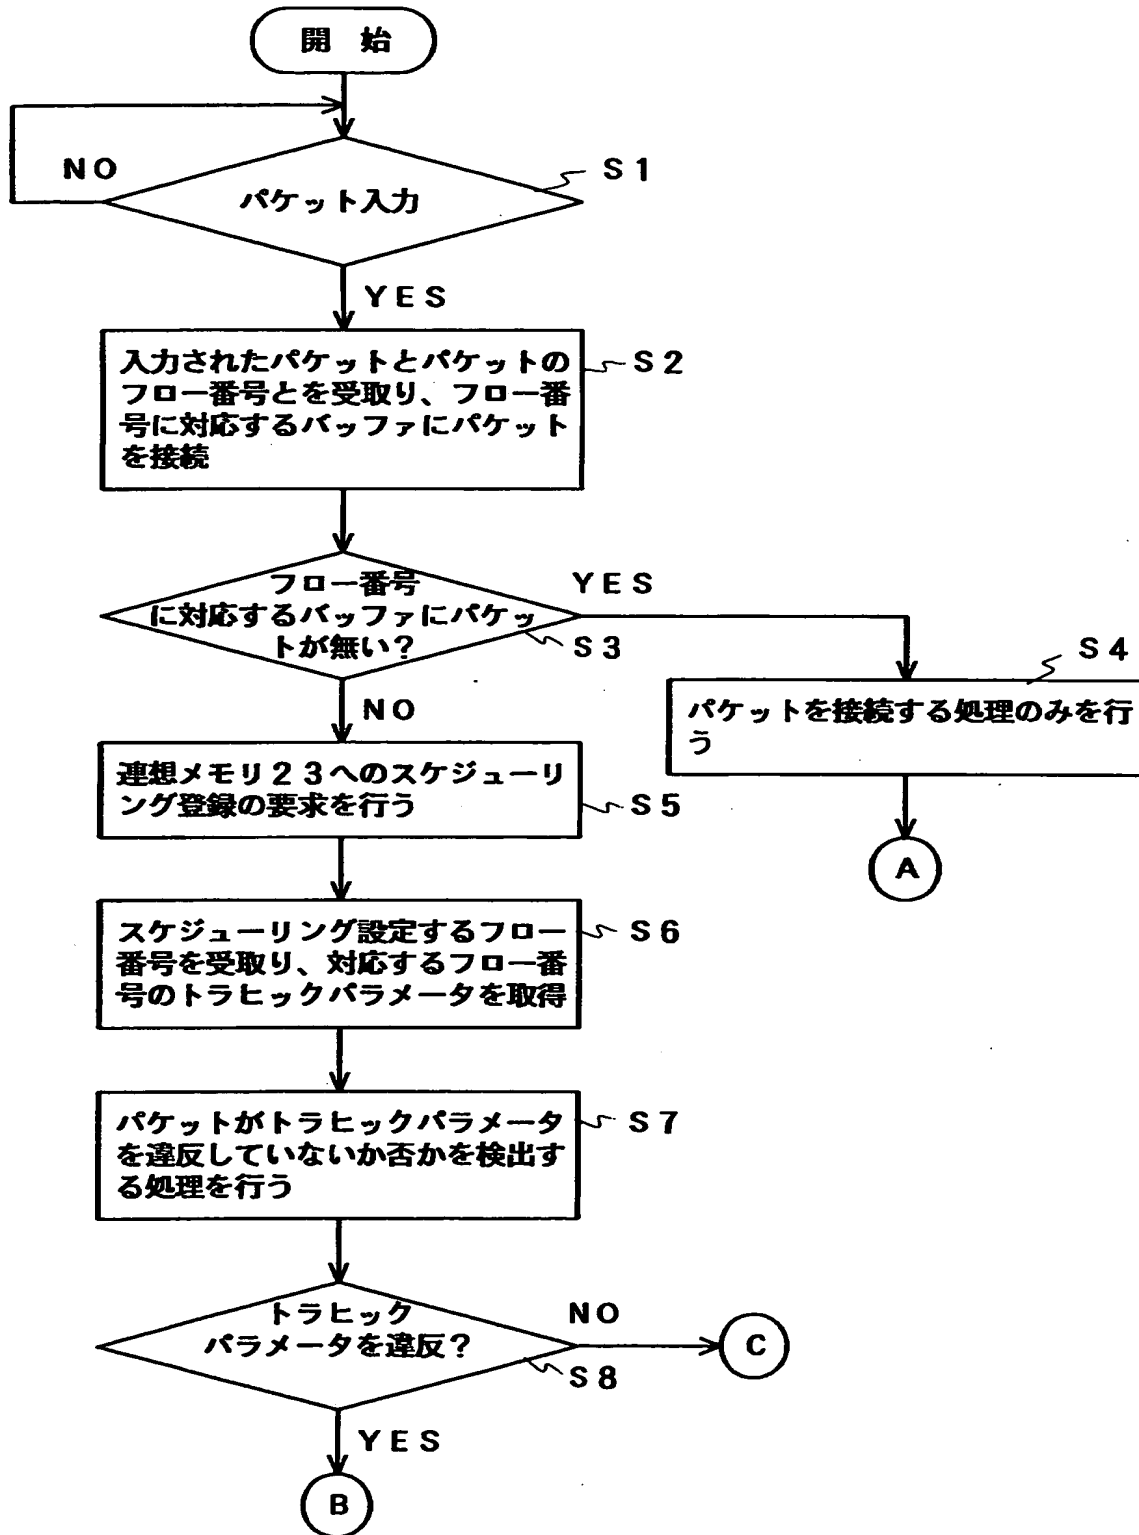 開 始
NO
パケット入力
S1
YES
入力されたパケットとパケットの
フロー番号とを受取り、フロー番
号に対応するバッファにパケット
を接続
S2
フロー番号
に対応するバッファにパケッ
トが無い?
YES
S3
NO
S4
パケットを接続する処理のみを行
う
A
連想メモリ23へのスケジューリ
ング登録の要求を行う
S5
スケジューリング設定するフロー
番号を受取り、対応するフロー番
号のトラヒックパラメータを取得
S6
パケットがトラヒックパラメータ
を違反していないか否かを検出す
る処理を行う
S7
トラヒック
パラメータを違反?
NO
C
S8
YES
B